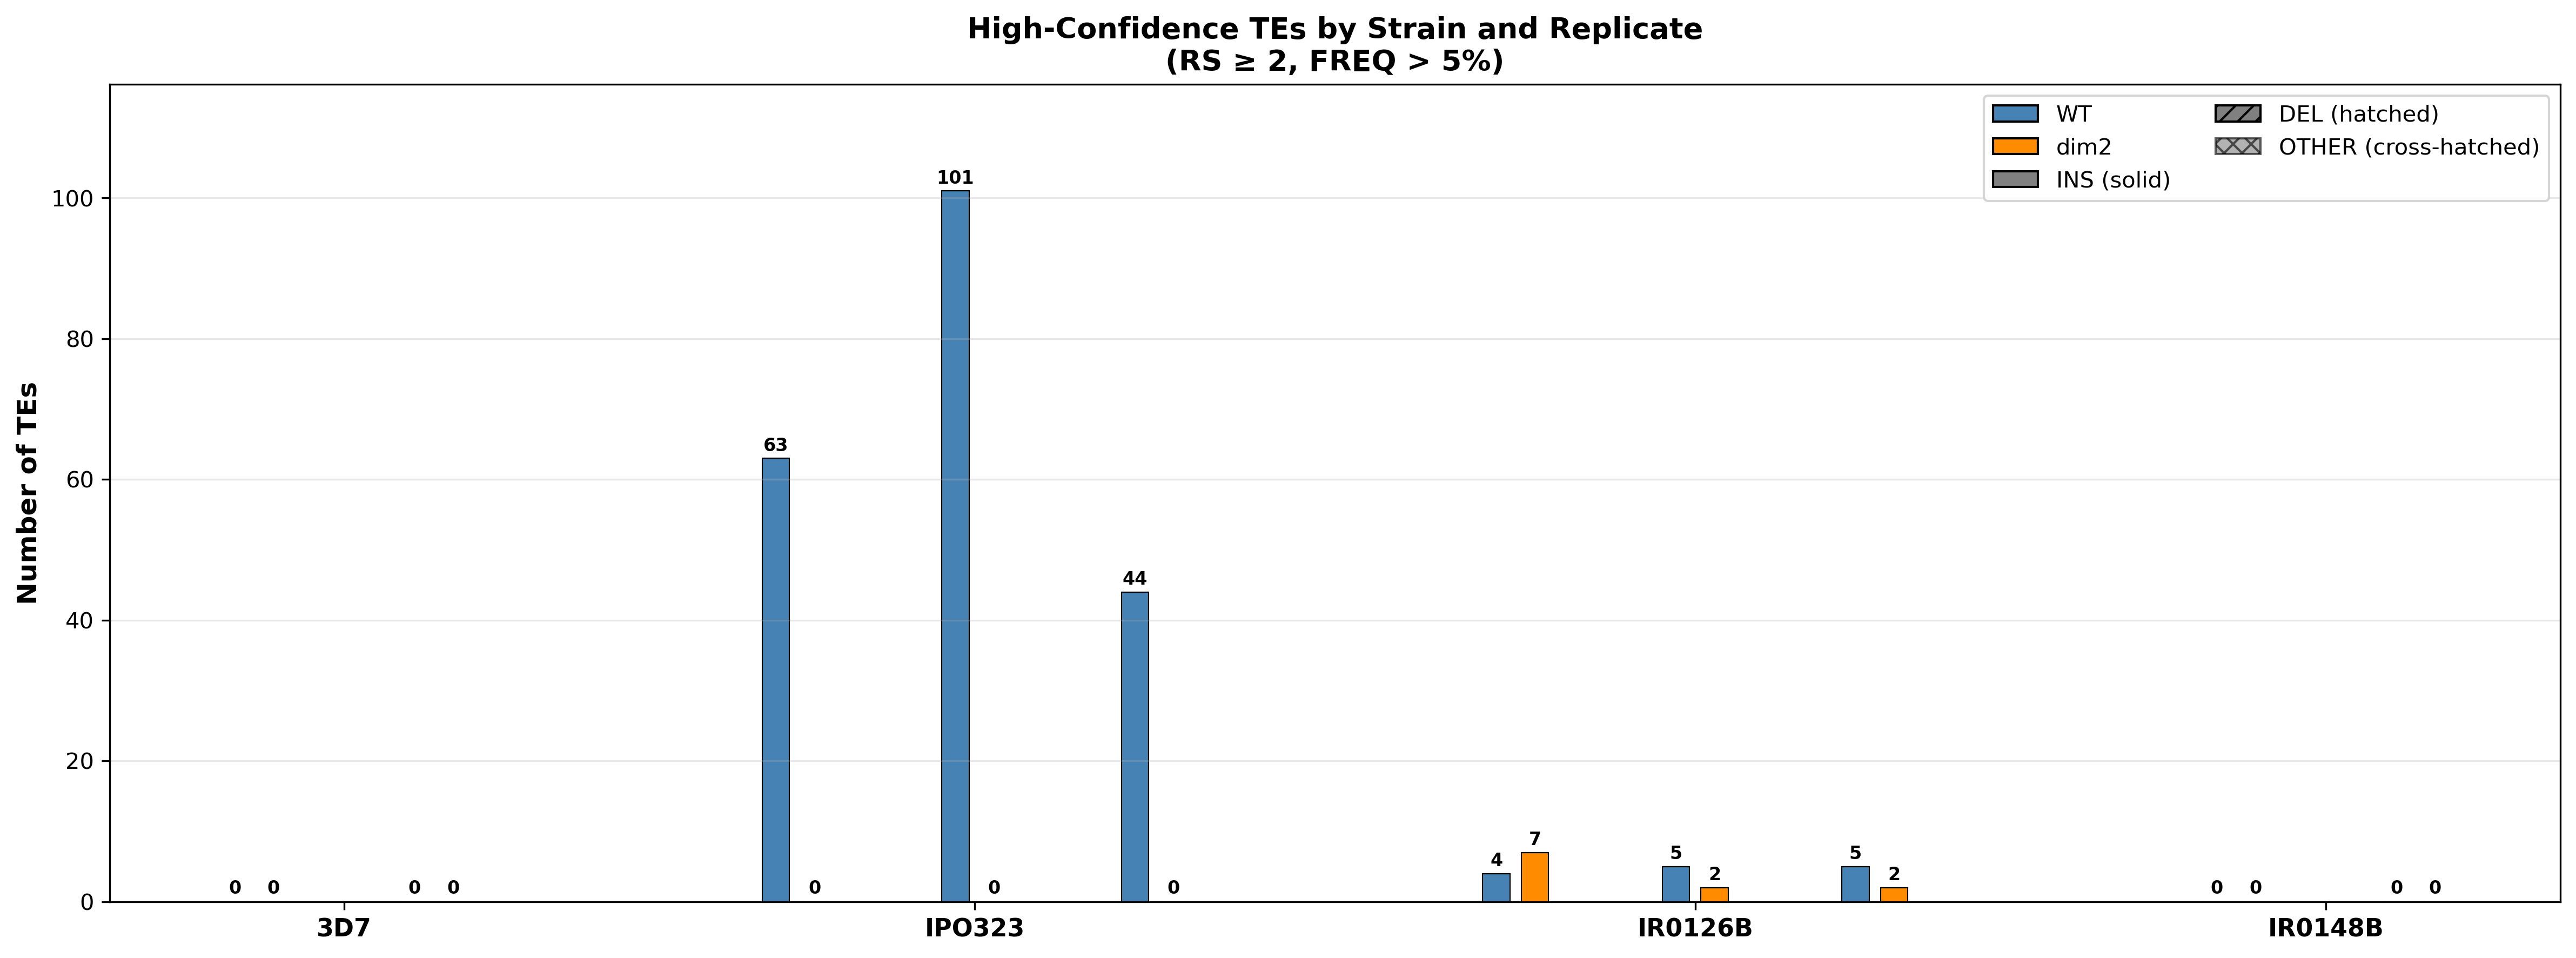 High-Confidence TEs by Strain and Replicate
(RS ≥ 2, FREQ > 5%)
WT
dim2
INS (solid)
DEL (hatched)
OTHER (cross-hatched)
Number of TEs
100
80
60
40
20
0
0 0 0 0
63 0 101 0 44 0
4 7 5 2 5 2
0 0 0 0
3D7 IPO323 IR0126B IR0148B